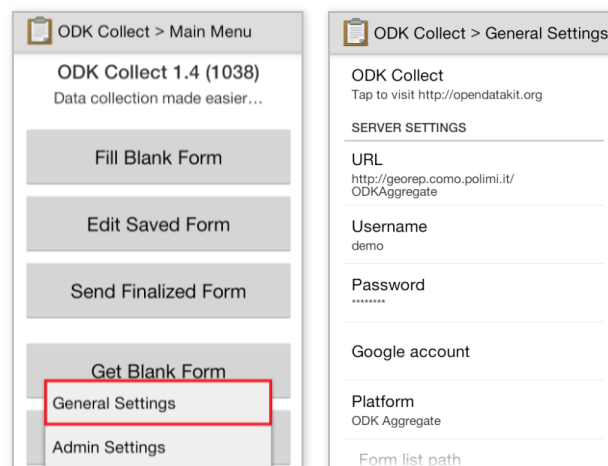 ODK Collect > Main Menu
ODK Collect 1.4 (1038)
Data collection made easier...
Fill Blank Form
Edit Saved Form
Send Finalized Form
Get Blank Form
General Settings
Admin Settings
ODK Collect > General Settings
ODK Collect
Tap to visit http://opendatakit.org
SERVER SETTINGS
URL
http://georep.como.polimi.it/
ODKAggregate
Username
demo
Password
********
Google account
Platform
ODK Aggregate
Form list path